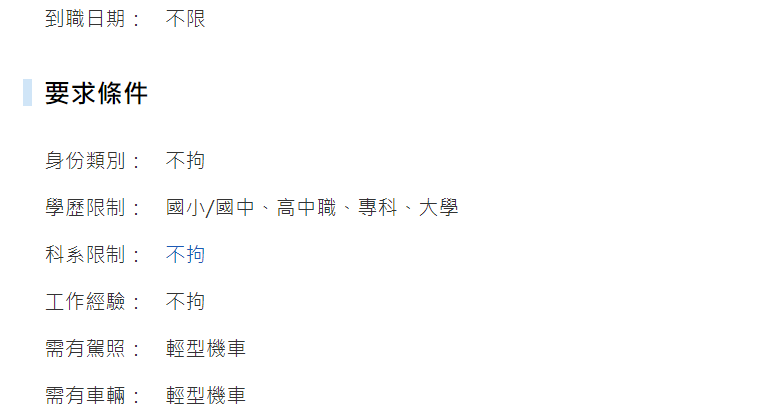 到職日期： 不限
要求條件
身份類別： 不拘
學歷限制： 國小/國中、高中職、專科、大學
科系限制： 不拘
工作經驗： 不拘
需有駕照： 輕型機車
需有車輛： 輕型機車